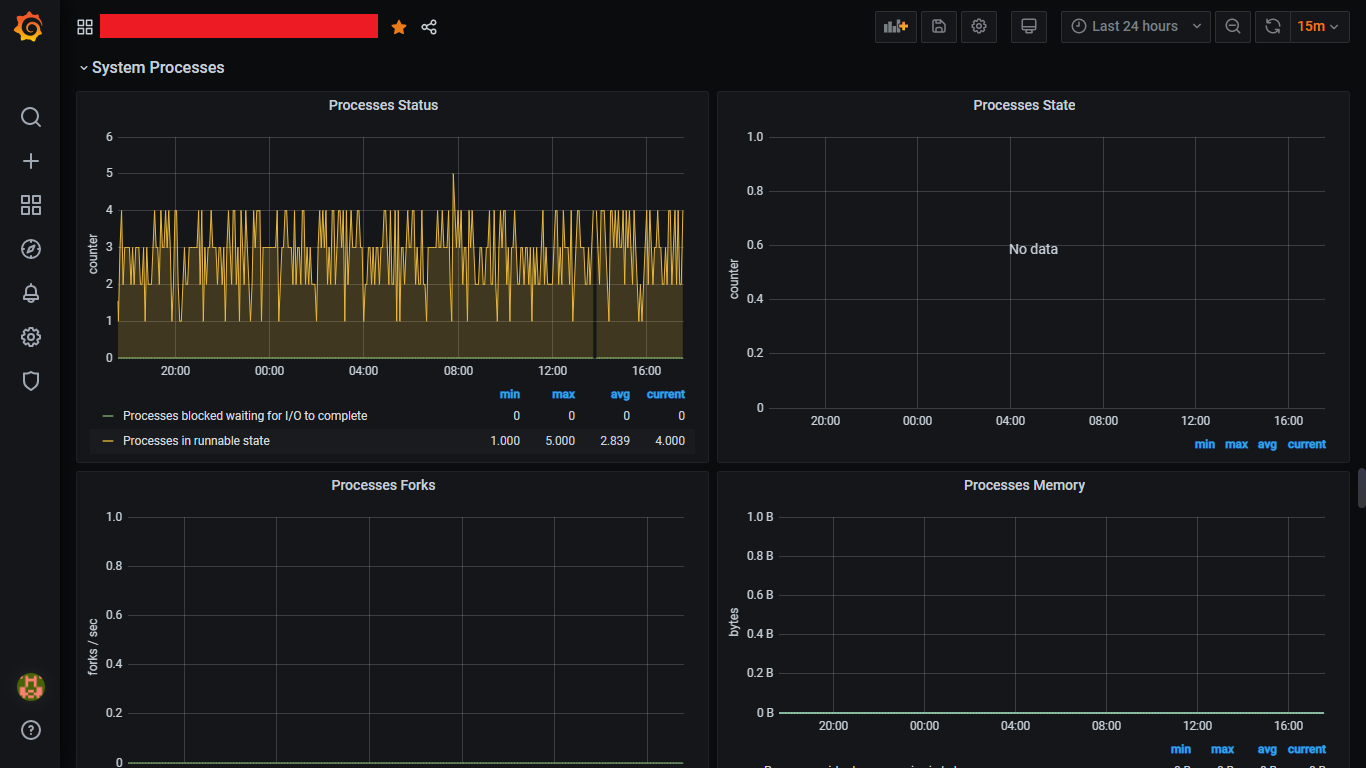 Last 24 hours
15m
System Processes
Processes Status
6
5
4
3
2
1
0
counter
20:00 00:00 04:00 08:00 12:00 16:00
min max avg current
Processes blocked waiting for I/O to complete 0 0 0 0
Processes in runnable state 1.000 5.000 2.839 4.000
Processes State
1.0
0.8
0.6
0.4
0.2
0
counter
No data
20:00 00:00 04:00 08:00 12:00 16:00
min max avg current
Processes Forks
1.0
0.8
0.6
0.4
0.2
0
forks / sec
Processes Memory
1.0 B
0.8 B
0.6 B
0.4 B
0.2 B
0 B
bytes
20:00 00:00 04:00 08:00 12:00 16:00
min max avg current